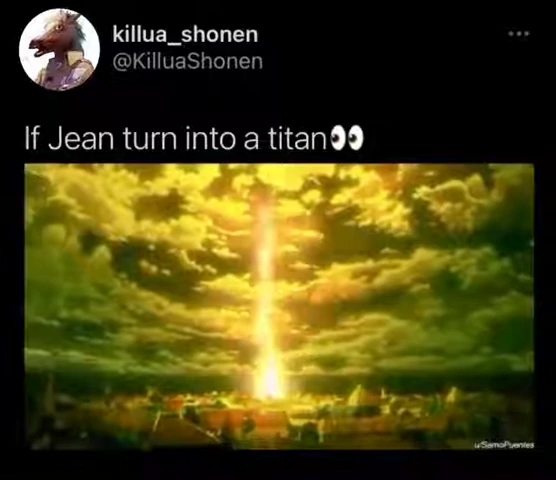 killua_shonen
@KilluaShonen
If Jean turn into a titan👀
u/SamoPuentes